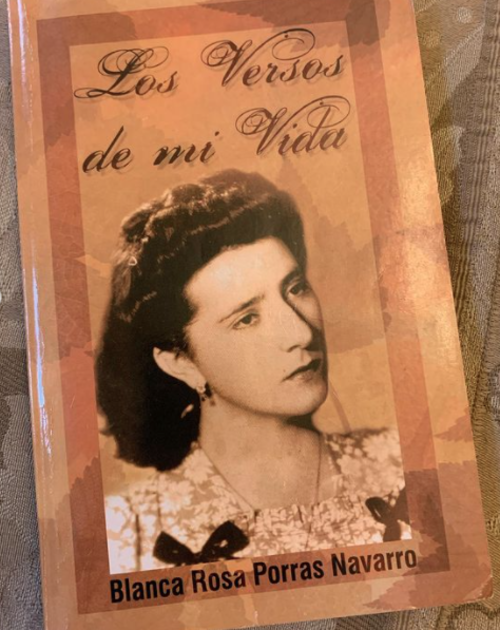 Los Versos
de mi Vida
Blanca Rosa Porras Navarro